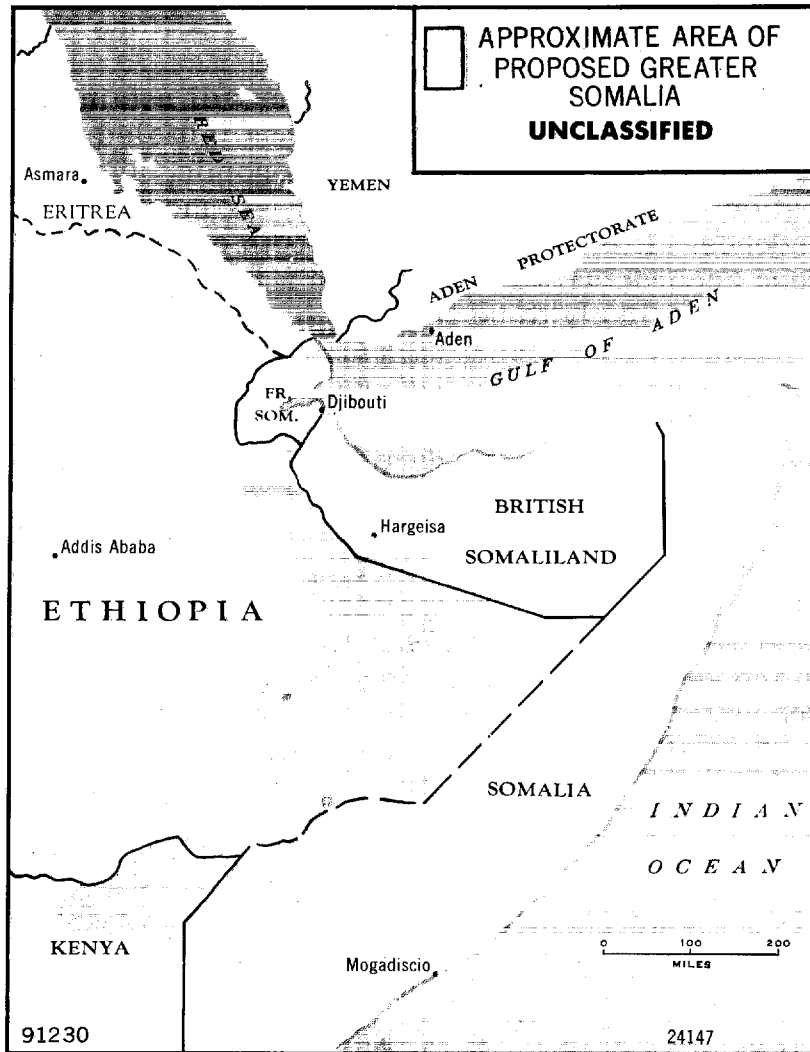 APPROXIMATE AREA OF
PROPOSED GREATER
SOMALIA
UNCLASSIFIED
RED SEA
Asmara
ERITREA
YEMEN
ADEN PROTECTORATE
Aden
GULF OF ADEN
FR.
SOM.
Djibouti
BRITISH
SOMALILAND
Hargeisa
Addis Ababa
ETHIOPIA
SOMALIA
INDIAN
OCEAN
KENYA
Mogadiscio
0 100 200
MILES
91230
24147